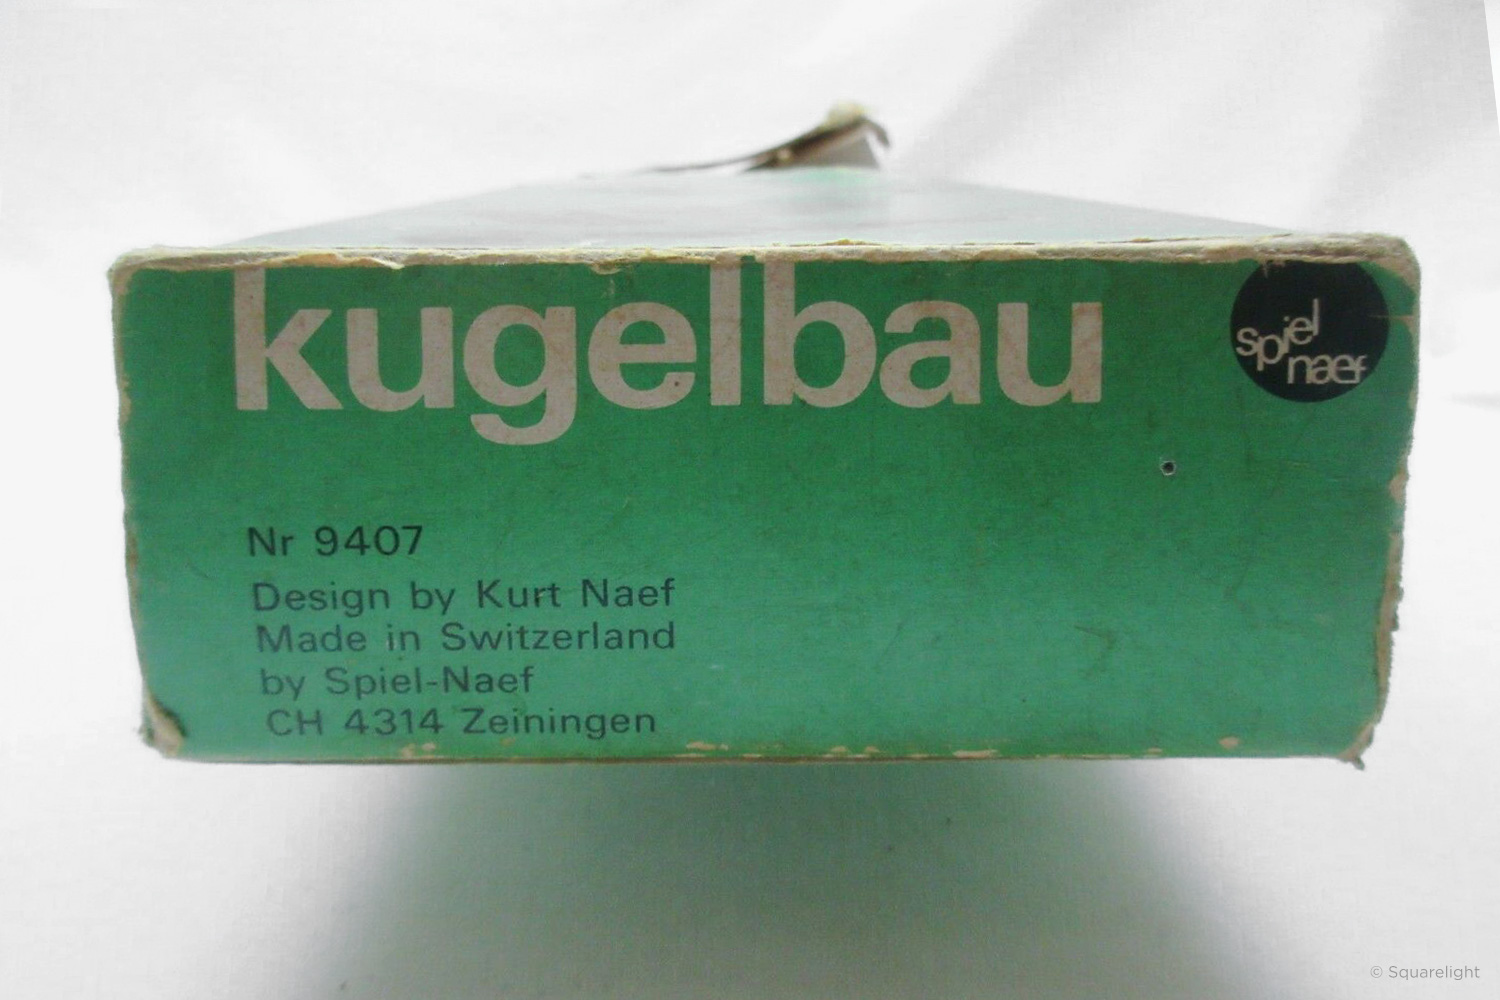 kugelbau
spiel
naef
Nr 9407
Design by Kurt Naef
Made in Switzerland
by Spiel-Naef
CH 4314 Zeiningen
© Squarelight